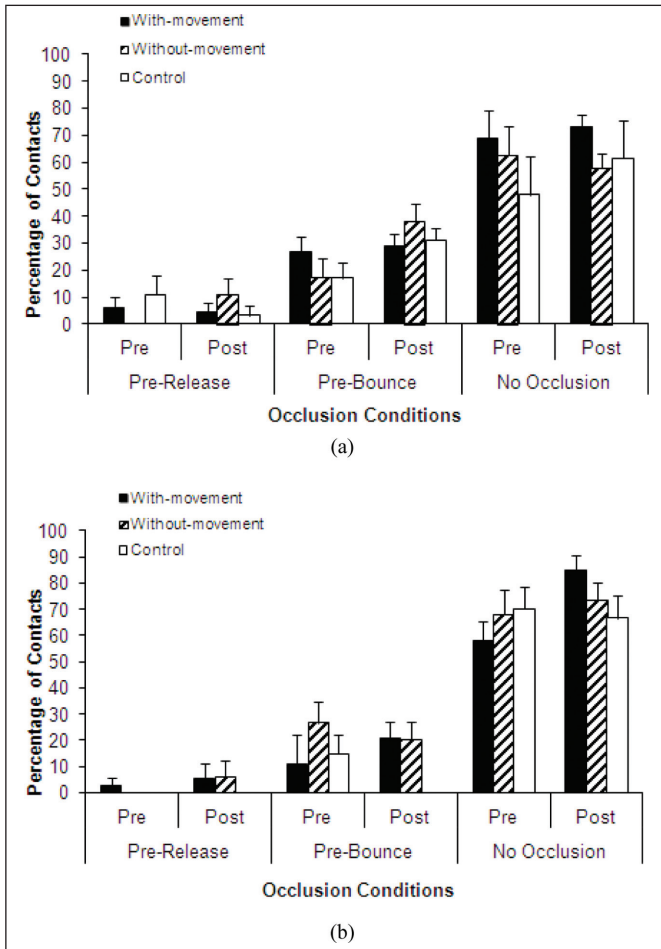 With-movement
Without-movement
Control
100
90
80
70
60
50
40
30
20
10
0
Percentage of Contacts
Pre Post Pre Post Pre Post
Pre-Release Pre-Bounce No Occlusion
Occlusion Conditions
(a)
With-movement
Without-movement
Control
100
90
80
70
60
50
40
30
20
10
0
Percentage of Contacts
Pre Post Pre Post Pre Post
Pre-Release Pre-Bounce No Occlusion
Occlusion Conditions
(b)